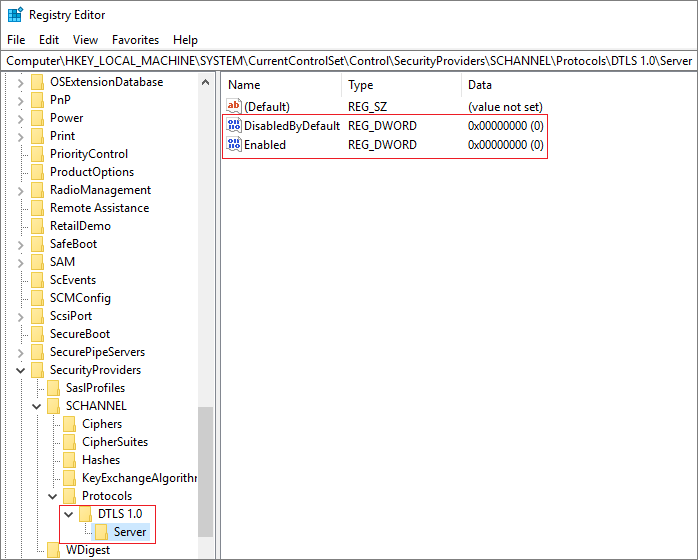 Registry Editor
File Edit View Favorites Help
Computer\HKEY_LOCAL_MACHINE\SYSTEM\CurrentControlSet\Control\SecurityProviders\SCHANNEL\Protocols\DTLS 1.0\Server
OSExtensionDatabase
PnP
Power
Print
PriorityControl
ProductOptions
RadioManagement
Remote Assistance
RetailDemo
SafeBoot
SAM
ScEvents
SCMConfig
ScsiPort
SecureBoot
SecurePipeServers
SecurityProviders
SaslProfiles
SCHANNEL
Ciphers
CipherSuites
Hashes
KeyExchangeAlgorithm
Protocols
DTLS 1.0
Server
WDigest
Name Type Data
ab (Default) REG_SZ (value not set)
DisabledByDefault REG_DWORD 0x00000000 (0)
Enabled REG_DWORD 0x00000000 (0)